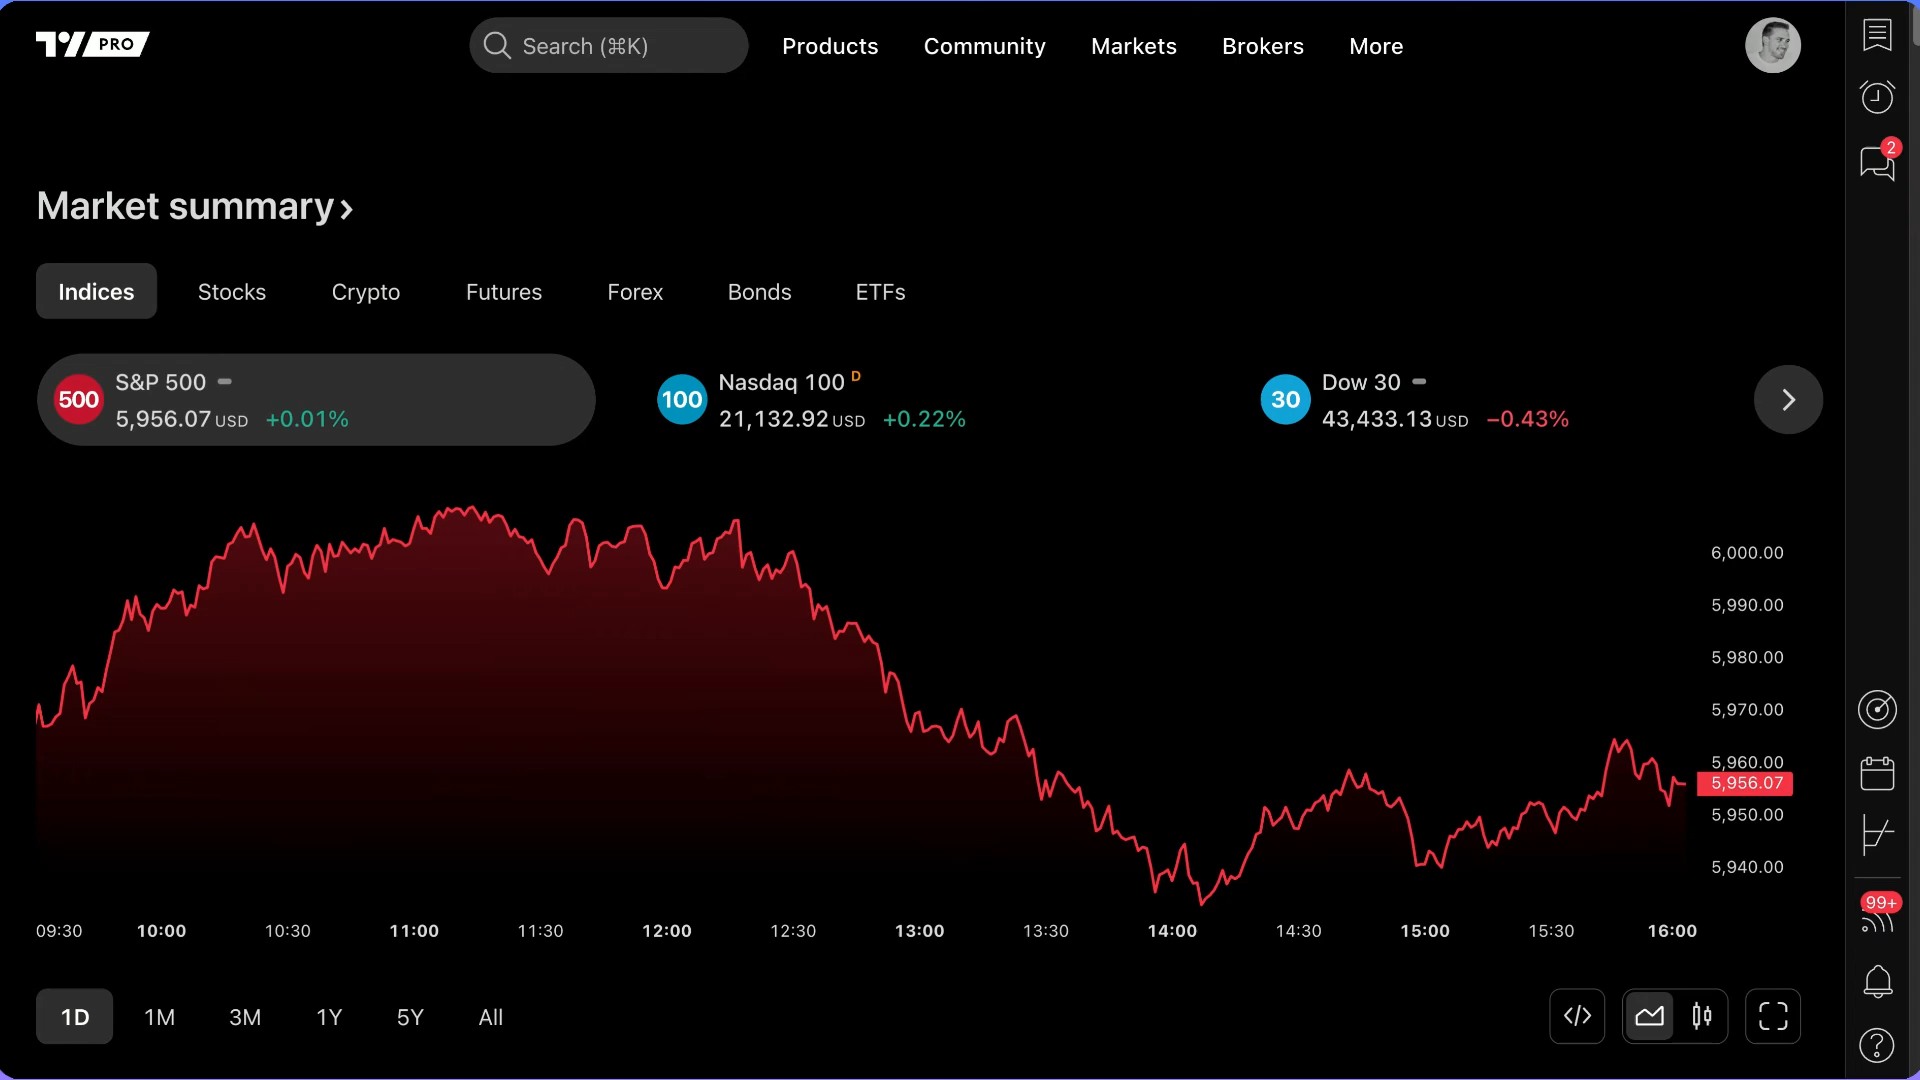 TV PRO
Search (⌘K)
Products
Community
Markets
Brokers
More
2
Market summary ›
Indices
Stocks
Crypto
Futures
Forex
Bonds
ETFs
500
S&P 500
5,956.07 USD +0.01%
100
Nasdaq 100 D
21,132.92 USD +0.22%
30
Dow 30
43,433.13 USD −0.43%
6,000.00
5,990.00
5,980.00
5,970.00
5,960.00
5,956.07
5,950.00
5,940.00
09:30 10:00 10:30 11:00 11:30 12:00 12:30 13:00 13:30 14:00 14:30 15:00 15:30 16:00
1D
1M
3M
1Y
5Y
All
99+